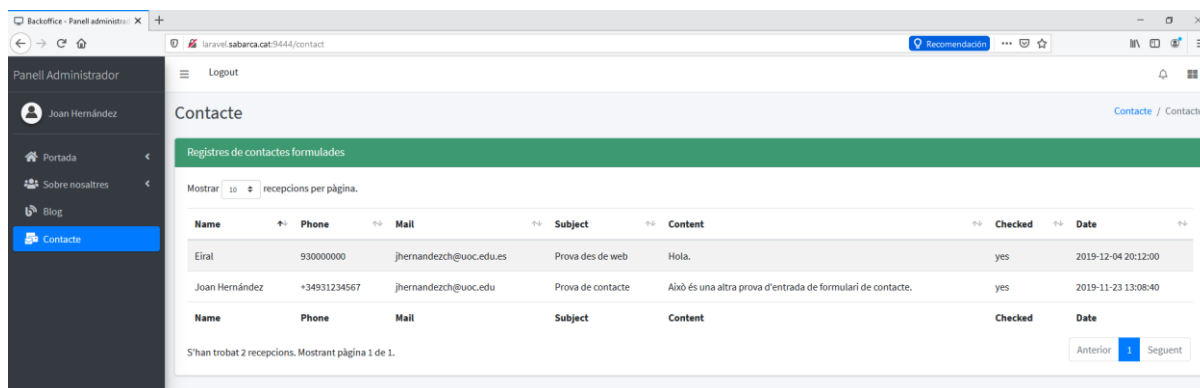 Backoffice - Panell administrac
laravel.sabarca.cat:9444/contact Recomendación
Panell Administrador
Logout
Joan Hernández
Contacte
Contacte / Contacte
Portada
Sobre nosaltres
Blog
Contacte
Registres de contactes formulades
Mostrar 10 recepcions per pàgina.
Name Phone Mail Subject Content Checked Date
Eiral 930000000 jhernandezch@uoc.edu.es Prova des de web Hola. yes 2019-12-04 20:12:00
Joan Hernández +34931234567 jhernandezch@uoc.edu Prova de contacte Això és una altra prova d'entrada de formulari de contacte. yes 2019-11-23 13:08:40
Name Phone Mail Subject Content Checked Date
S'han trobat 2 recepcions. Mostrant pàgina 1 de 1.
Anterior 1 Seguent